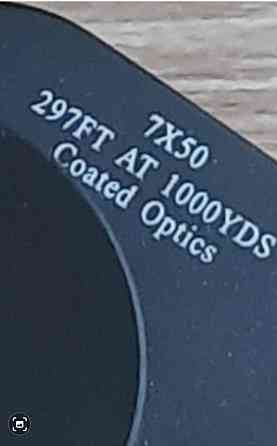 7X50
297FT AT 1000YDS
Coated Optics